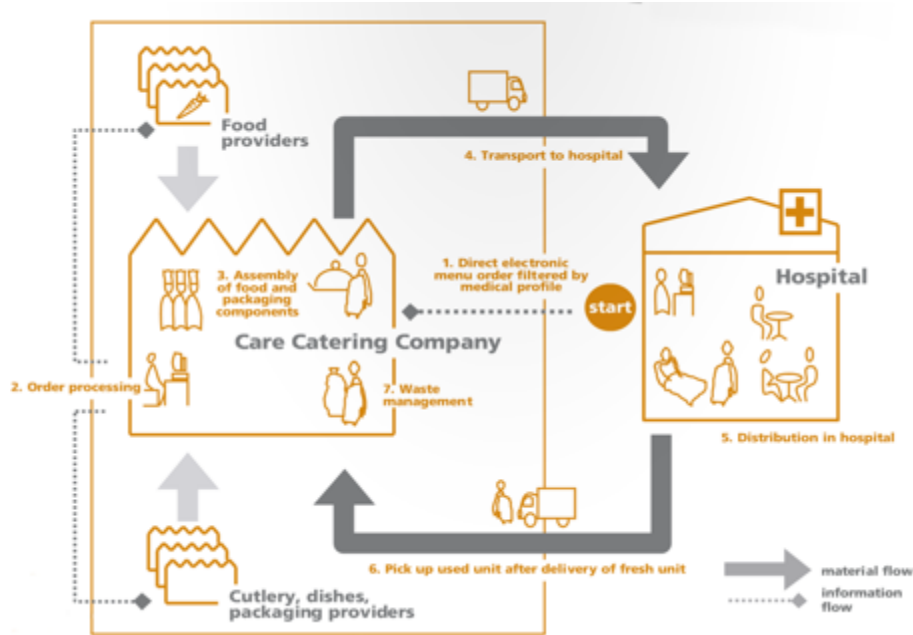 Food
providers
4. Transport to hospital
3. Assembly
of food and
packaging
components
1. Direct electronic
menu order filtered by
medical profile
start
Hospital
Care Catering Company
2. Order processing
7. Waste
management
5. Distribution in hospital
6. Pick up used unit after delivery of fresh unit
Cutlery, dishes,
packaging providers
material flow
information
flow